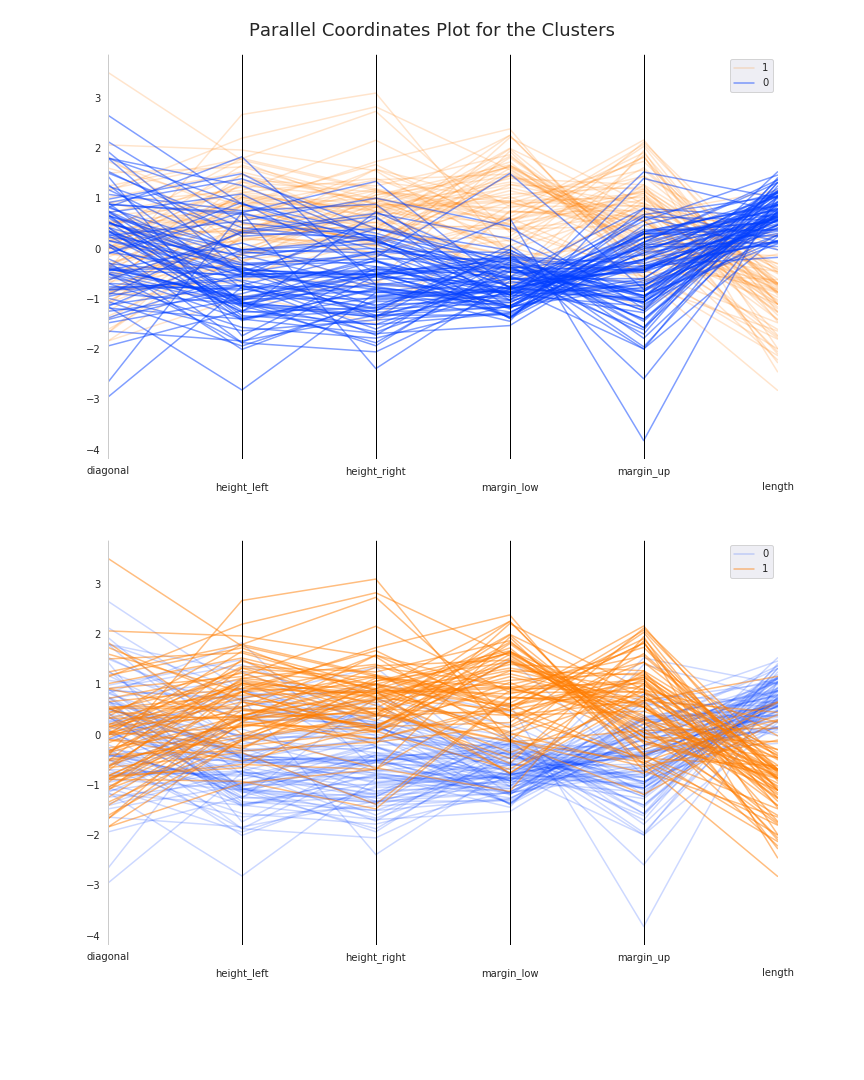 Parallel Coordinates Plot for the Clusters
1
0
3
2
1
0
−1
−2
−3
−4
diagonal
height_left
height_right
margin_low
margin_up
length
0
1
3
2
1
0
−1
−2
−3
−4
diagonal
height_left
height_right
margin_low
margin_up
length